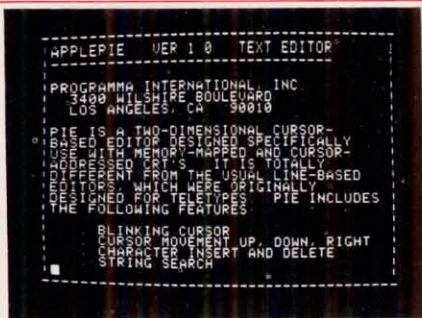 APPLEPIE VER 1.0 TEXT EDITOR
PROGRAMMA INTERNATIONAL, INC
3400 WILSHIRE BOULEVARD
LOS ANGELES, CA 90010
PIE IS A TWO-DIMENSIONAL CURSOR-
BASED EDITOR DESIGNED SPECIFICALLY
USE WITH MEMORY-MAPPED AND CURSOR-
ADDRESSED CRT'S. IT IS TOTALLY
DIFFERENT FROM THE USUAL LINE-BASED
EDITORS, WHICH WERE ORIGINALLY
DESIGNED FOR TELETYPES. PIE INCLUDES
THE FOLLOWING FEATURES
BLINKING CURSOR
CURSOR MOVEMENT UP, DOWN, RIGHT
CHARACTER INSERT AND DELETE
STRING SEARCH